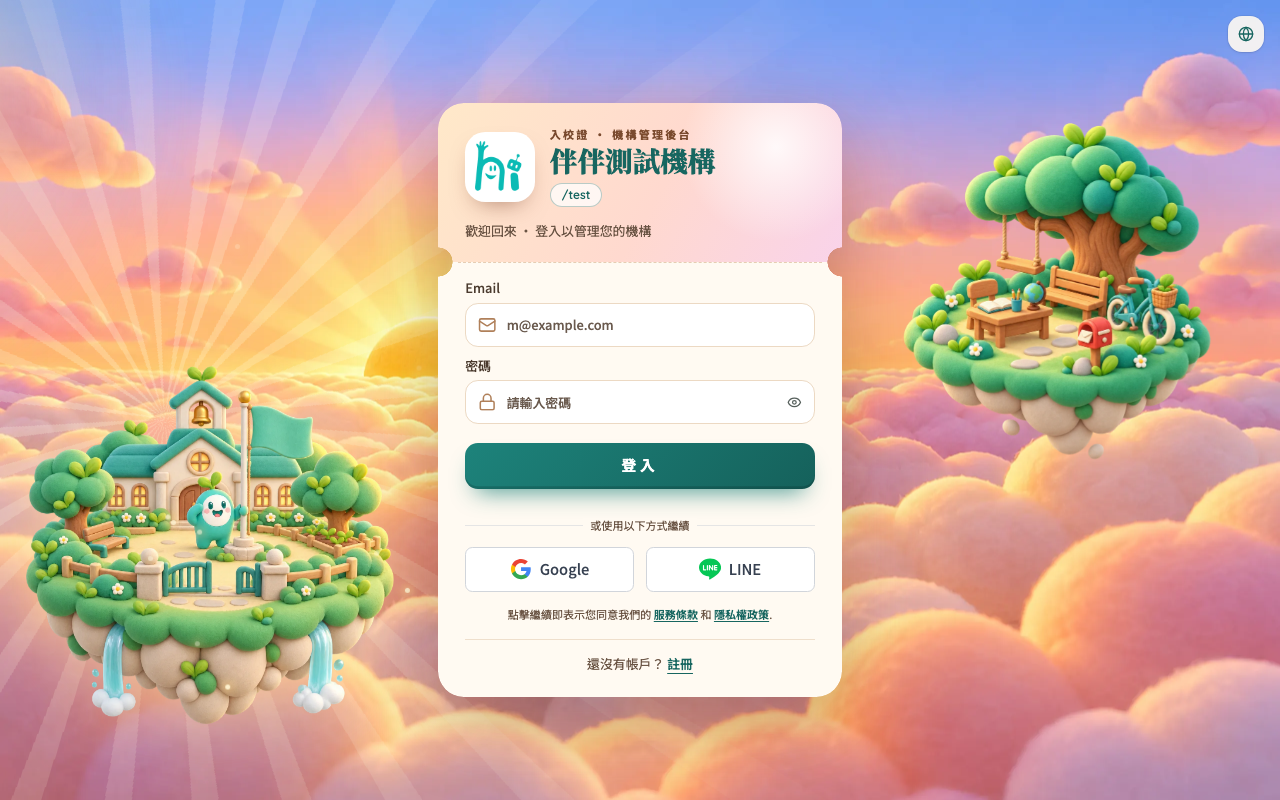 入校證 · 機構管理後台
hi
伴伴測試機構
/test
歡迎回來 · 登入以管理您的機構
Email
m@example.com
密碼
請輸入密碼
登入
或使用以下方式繼續
Google
LINE LINE
點擊繼續即表示您同意我們的 服務條款 和 隱私權政策.
還沒有帳戶？ 註冊